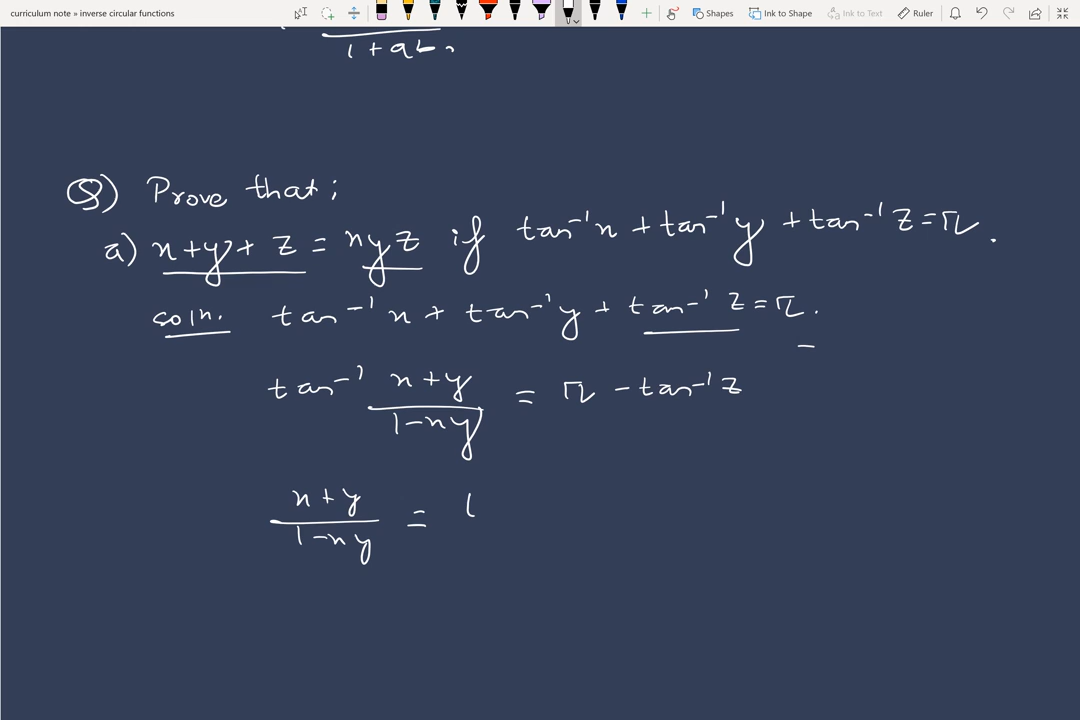 curriculum note » inverse circular functions
Shapes Ink to Shape Ink to Text Ruler
1 + ab.
Q) Prove that;
a) x+y+z = xyz if tan⁻¹x + tan⁻¹y + tan⁻¹z = π.
soln. tan⁻¹x + tan⁻¹y + tan⁻¹z = π.
tan⁻¹ (x+y)/(1-xy) = π - tan⁻¹z
(x+y)/(1-xy) = (